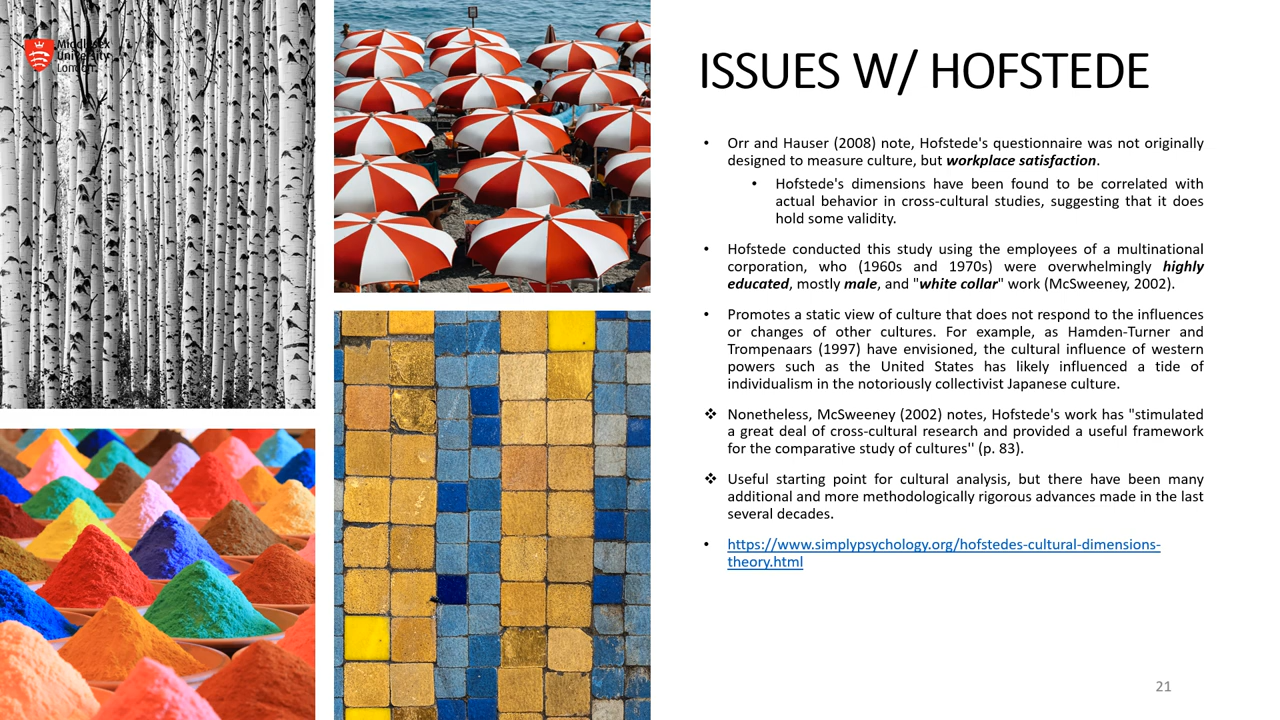 Middlesex
University
London
ISSUES W/ HOFSTEDE
• Orr and Hauser (2008) note, Hofstede's questionnaire was not originally
designed to measure culture, but workplace satisfaction.
• Hofstede's dimensions have been found to be correlated with
actual behavior in cross-cultural studies, suggesting that it does
hold some validity.
• Hofstede conducted this study using the employees of a multinational
corporation, who (1960s and 1970s) were overwhelmingly highly
educated, mostly male, and "white collar" work (McSweeney, 2002).
• Promotes a static view of culture that does not respond to the influences
or changes of other cultures. For example, as Hamden-Turner and
Trompenaars (1997) have envisioned, the cultural influence of western
powers such as the United States has likely influenced a tide of
individualism in the notoriously collectivist Japanese culture.
❖ Nonetheless, McSweeney (2002) notes, Hofstede's work has "stimulated
a great deal of cross-cultural research and provided a useful framework
for the comparative study of cultures'' (p. 83).
❖ Useful starting point for cultural analysis, but there have been many
additional and more methodologically rigorous advances made in the last
several decades.
• https://www.simplypsychology.org/hofstedes-cultural-dimensions-
theory.html
21